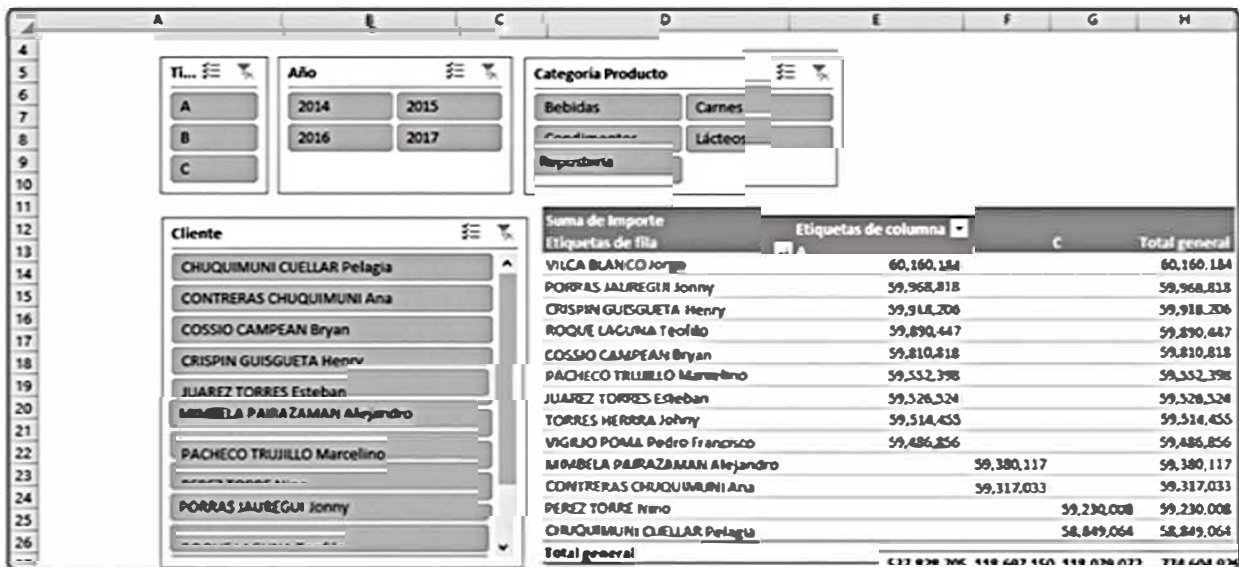 A B C D E F G H
4
5
6
7
8
9
10
11
12
13
14
15
16
17
18
19
20
21
22
23
24
25
26
Ti...
A
B
C
Año
2014 2015
2016 2017
Categoría Producto
Bebidas Carnes
Condimentos Lácteos
Repostería
Cliente
CHUQUIMUNI CUELLAR Pelagia
CONTRERAS CHUQUIMUNI Ana
COSSIO CAMPEAN Bryan
CRISPIN GUISGUETA Henry
JUAREZ TORRES Esteban
MIMBELA PAIRAZAMAN Alejandro
PACHECO TRUJILLO Marcelino
PORRAS JAUREGUI Jonny
Suma de Importe Etiquetas de columna
Etiquetas de fila A C Total general
VILCA BLANCO Jorge 60,160,184 60,160,184
PORRAS JAUREGUI Jonny 59,968,818 59,968,818
CRISPIN GUISGUETA Henry 59,918,206 59,918,206
ROQUE LAGUNA Teofilo 59,890,447 59,890,447
COSSIO CAMPEAN Bryan 59,810,818 59,810,818
PACHECO TRUJILLO Marcelino 59,552,398 59,552,398
JUAREZ TORRES Esteban 59,526,524 59,526,524
TORRES HERRRA Johny 59,514,455 59,514,455
VIGILIO POMA Pedro Francisco 59,486,856 59,486,856
MIMBELA PAIRAZAMAN Alejandro 59,380,117 59,380,117
CONTRERAS CHUQUIMUNI Ana 59,317,033 59,317,033
PEREZ TORRE Nino 59,230,008 59,230,008
CHUQUIMUNI CUELLAR Pelagia 58,849,064 58,849,064
Total general